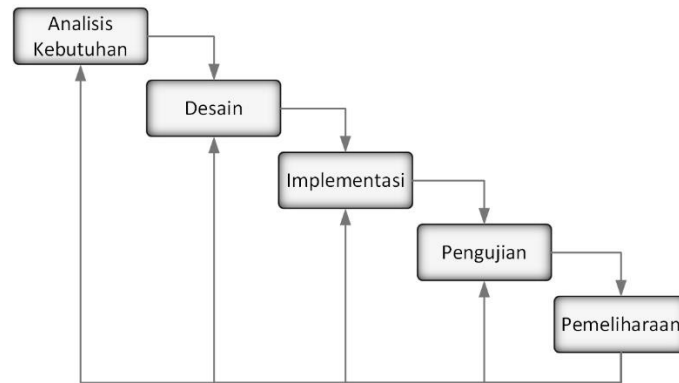 Analisis
Kebutuhan
Desain
Implementasi
Pengujian
Pemeliharaan